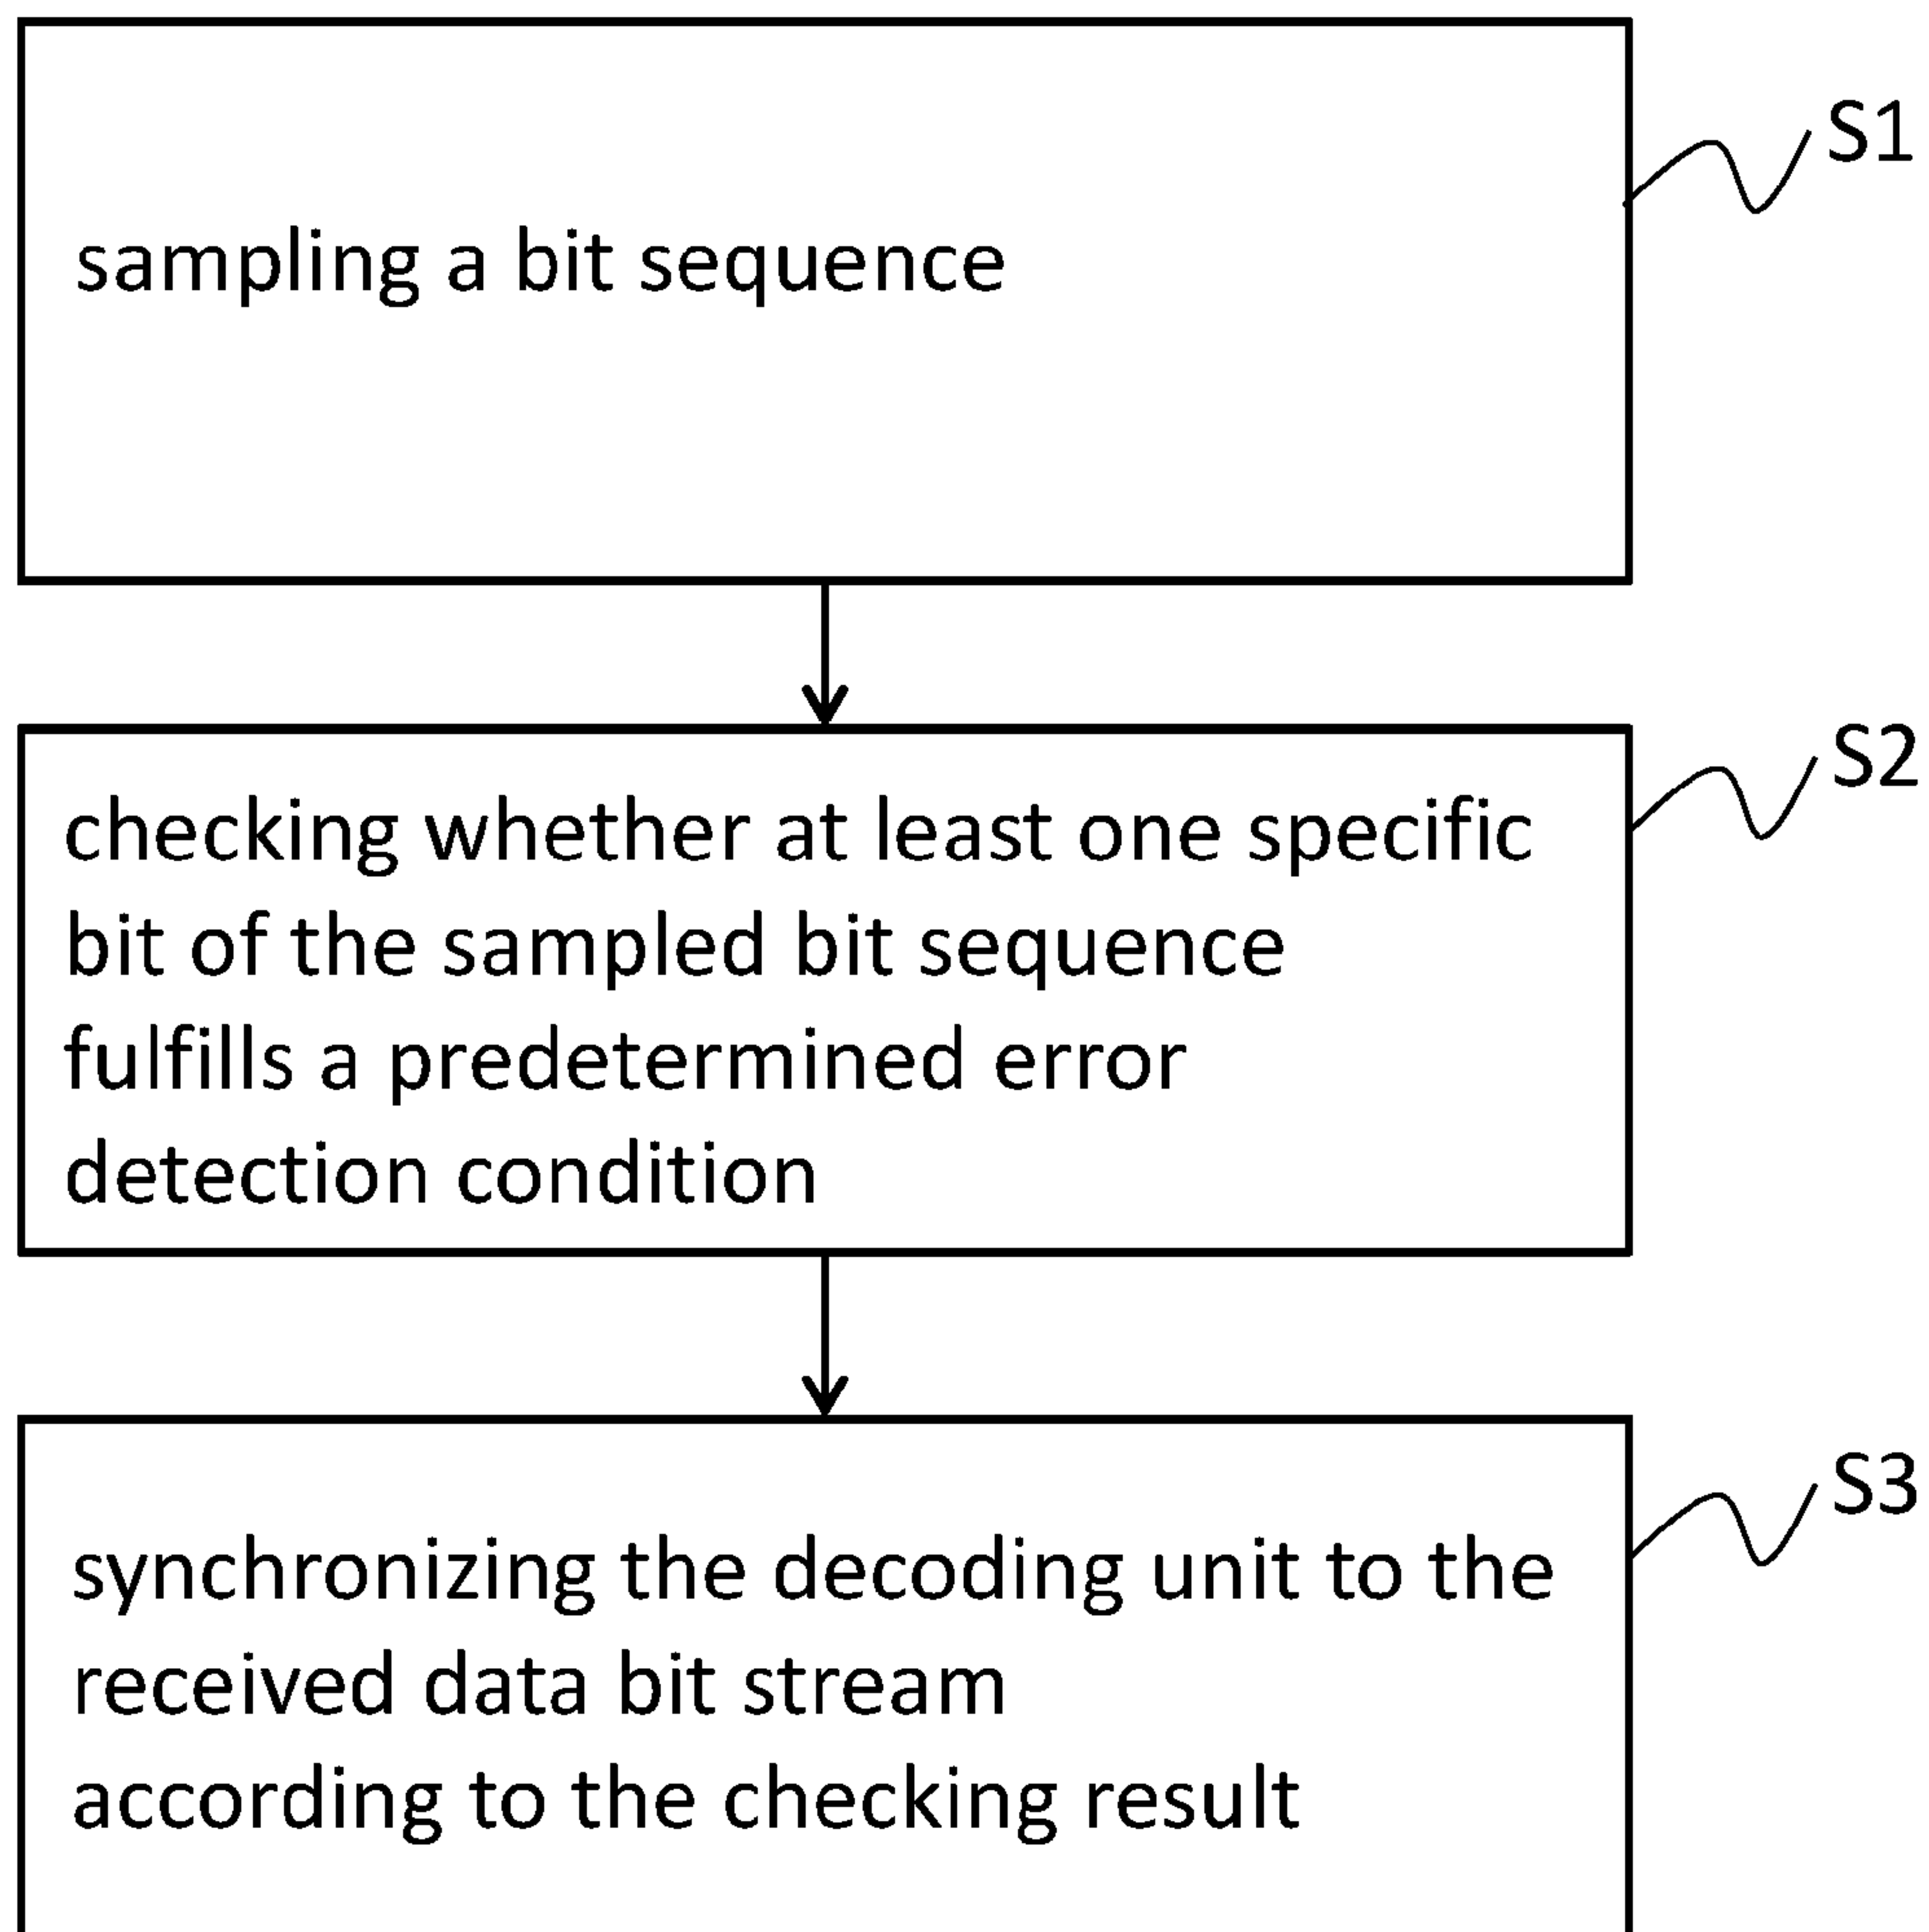 S1
sampling a bit sequence
S2
checking whether at least one specific
bit of the sampled bit sequence
fulfills a predetermined error
detection condition
S3
synchronizing the decoding unit to the
received data bit stream
according to the checking result